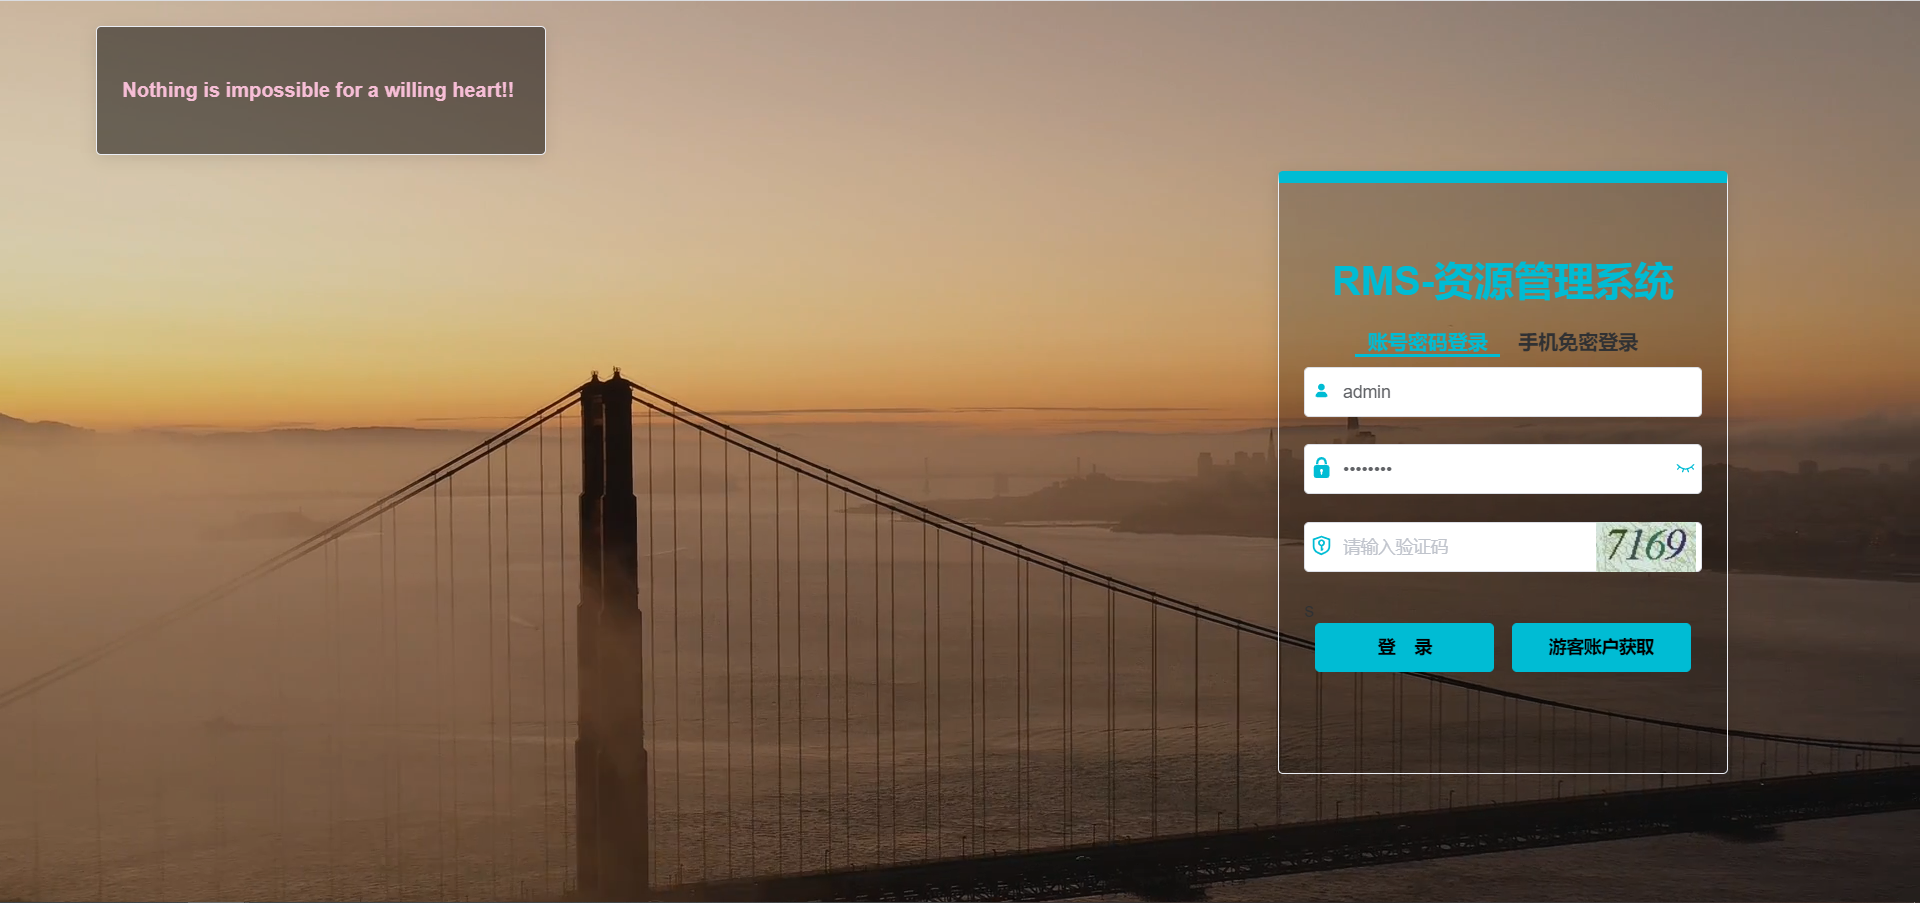 Nothing is impossible for a willing heart!!
RMS-资源管理系统
账号密码登录 手机免密登录
admin
••••••••
请输入验证码 7169
s
登 录 游客账户获取